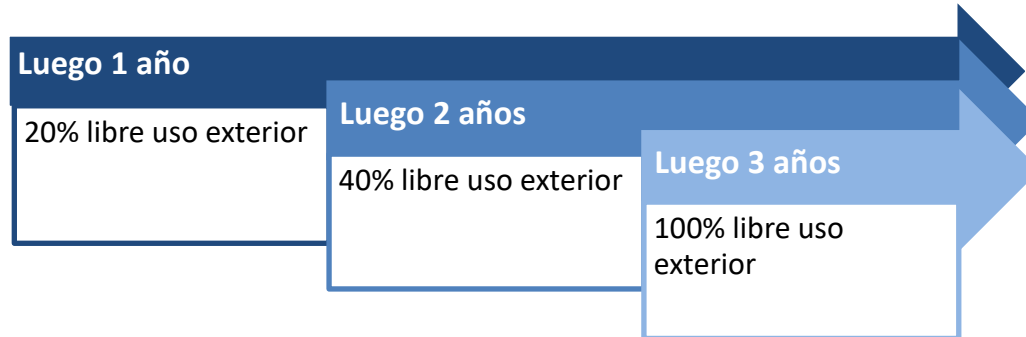 Luego 1 año
20% libre uso exterior
Luego 2 años
40% libre uso exterior
Luego 3 años
100% libre uso
exterior